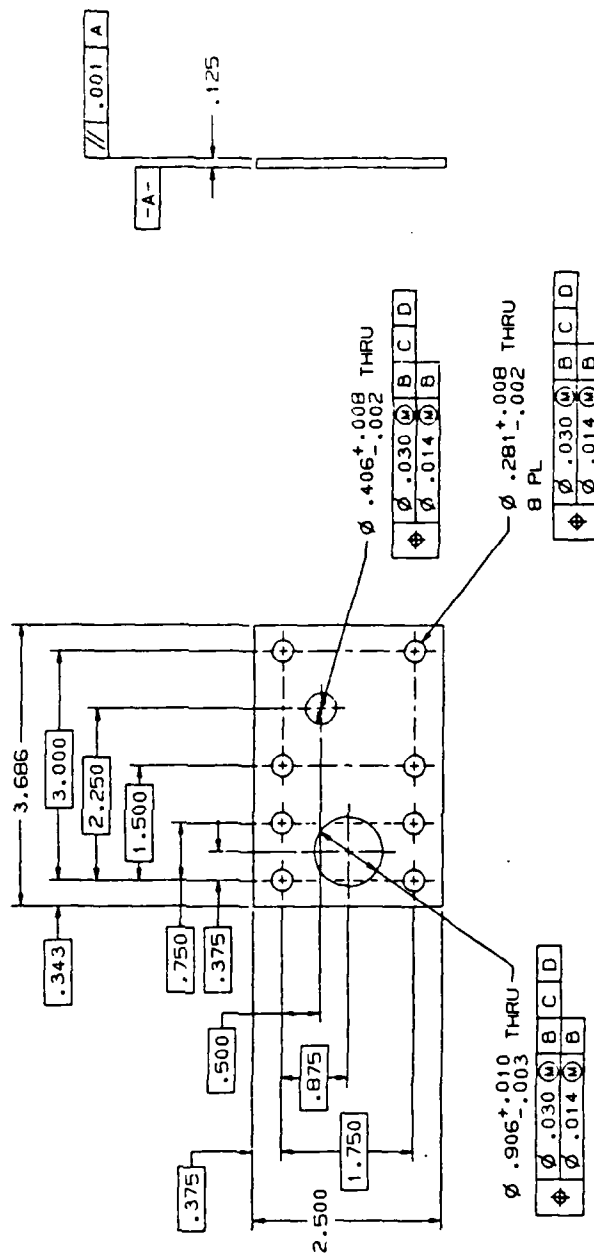 // .001 A
-A-
.125
3.686
3.000
2.250
1.500
.343
.750
.375
.500
.875
.375
1.750
2.500
Ø .406 +.008 -.002 THRU
⌖ Ø .030 Ⓜ B C D
Ø .014 Ⓜ B
Ø .281 +.008 -.002 THRU
8 PL
⌖ Ø .030 Ⓜ B C D
Ø .014 Ⓜ B
Ø .906 +.010 -.003 THRU
⌖ Ø .030 Ⓜ B C D
Ø .014 Ⓜ B